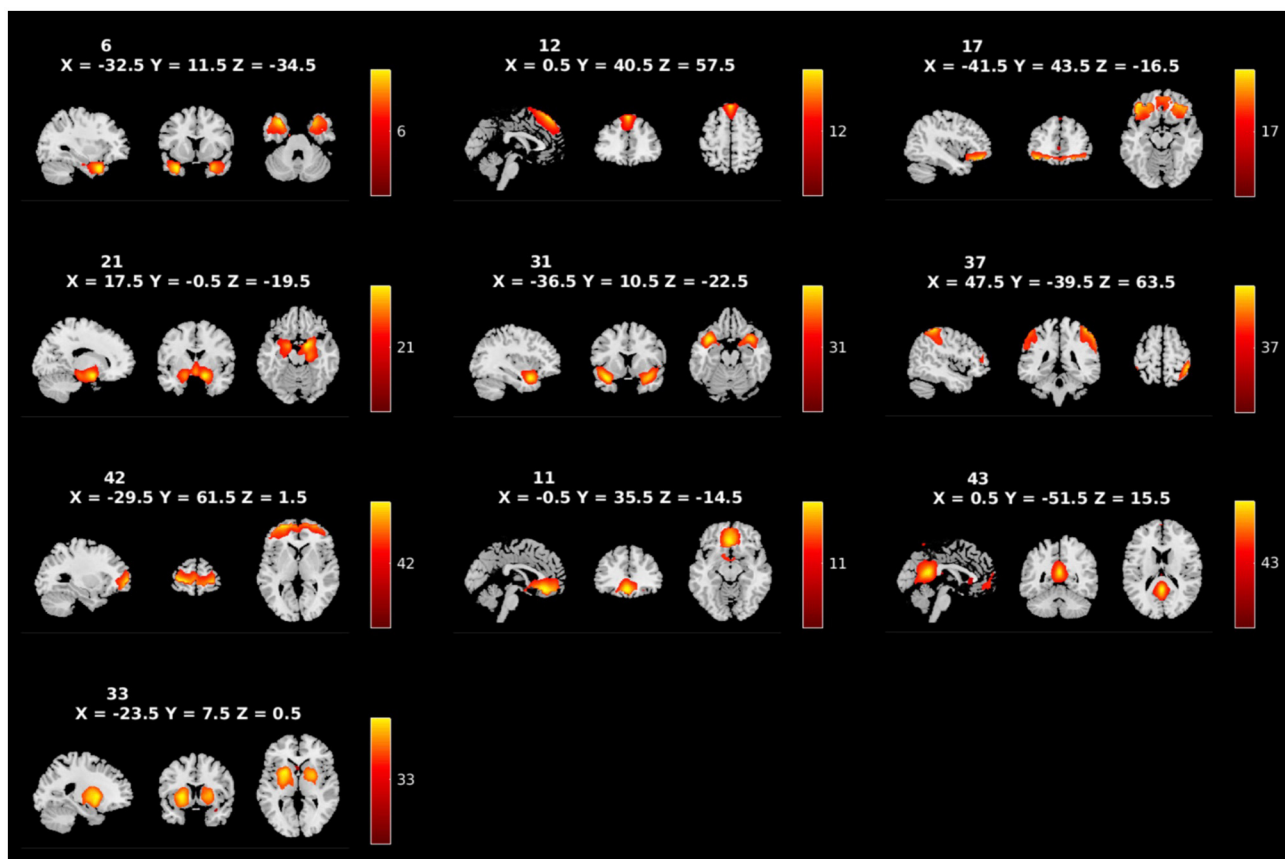 6
X = -32.5 Y = 11.5 Z = -34.5
6
12
X = 0.5 Y = 40.5 Z = 57.5
12
17
X = -41.5 Y = 43.5 Z = -16.5
17
21
X = 17.5 Y = -0.5 Z = -19.5
21
31
X = -36.5 Y = 10.5 Z = -22.5
31
37
X = 47.5 Y = -39.5 Z = 63.5
37
42
X = -29.5 Y = 61.5 Z = 1.5
42
11
X = -0.5 Y = 35.5 Z = -14.5
11
43
X = 0.5 Y = -51.5 Z = 15.5
43
33
X = -23.5 Y = 7.5 Z = 0.5
33